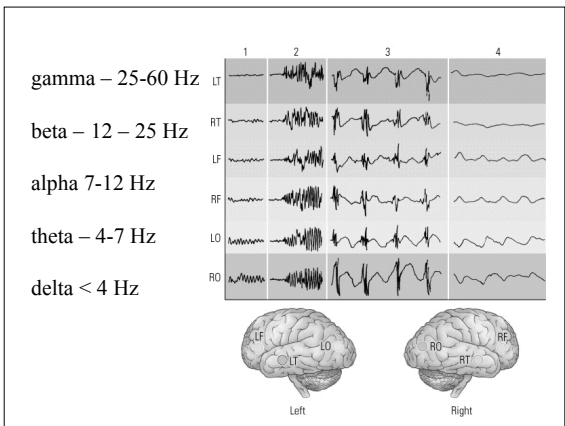 1 2 3 4
gamma – 25-60 Hz
LT
beta – 12 – 25 Hz
RT
LF
alpha 7-12 Hz
RF
theta – 4-7 Hz
LO
delta < 4 Hz
RO
LF LO LT
RO RF RT
Left Right